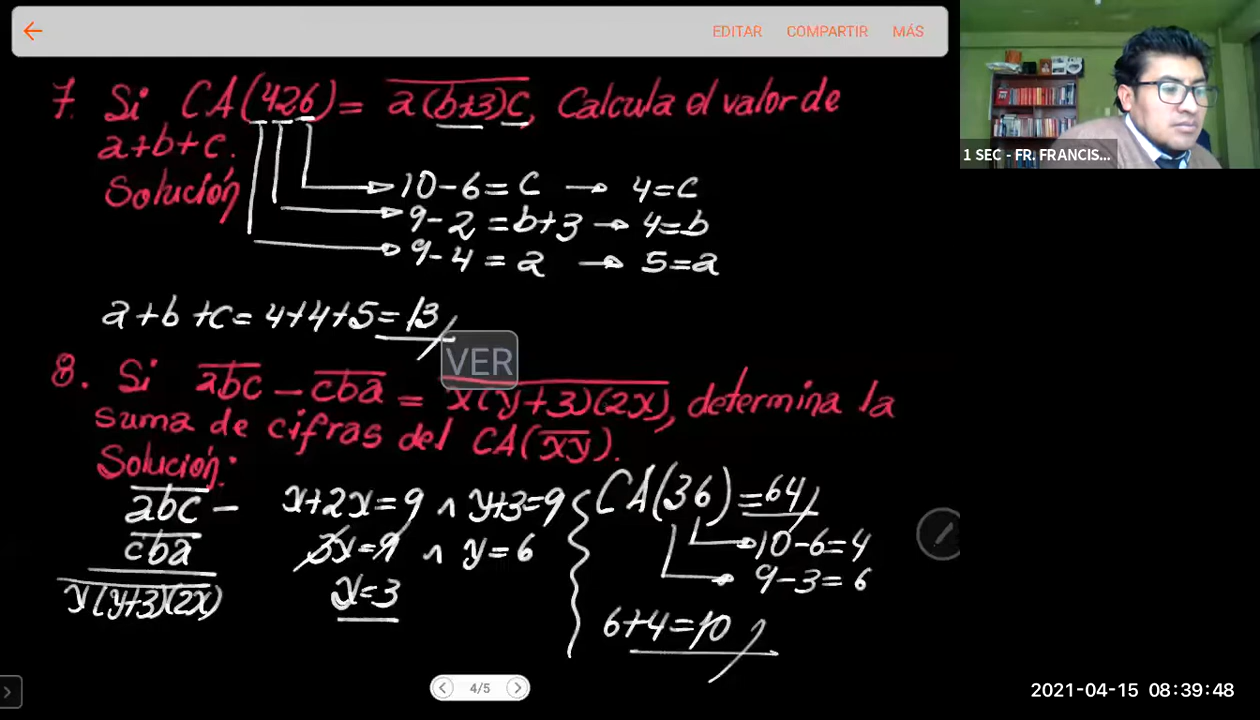 EDITAR COMPARTIR MÁS
7. Si CA(426) = a(b+3)c, Calcula el valor de
a+b+c.
Solución
10-6=c → 4=c
9-2=b+3 → 4=b
9-4=a → 5=a
a+b+c=4+4+5=13
VER
8. Si abc - cba = x(y+3)(2x), determina la
suma de cifras del CA(xy).
Solución:
abc -
cba
x(y+3)(2x)
x+2x=9 ∧ y+3=9
3x=9 ∧ y=6
x=3
CA(36)=64
10-6=4
9-3=6
6+4=10
4/5
1 SEC - FR. FRANCIS...
2021-04-15 08:39:48